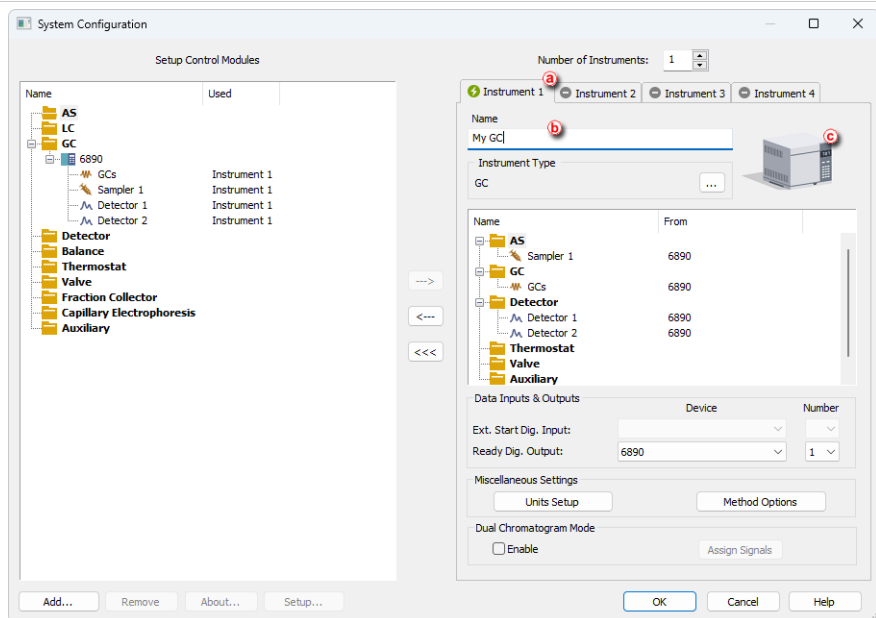 System Configuration
Setup Control Modules
Name Used
AS
LC
GC
6890
GCs Instrument 1
Sampler 1 Instrument 1
Detector 1 Instrument 1
Detector 2 Instrument 1
Detector
Balance
Thermostat
Valve
Fraction Collector
Capillary Electrophoresis
Auxiliary
Add... Remove About... Setup...
--->
<---
<<<
Number of Instruments: 1
a
Instrument 1 Instrument 2 Instrument 3 Instrument 4
Name
b
My GC
c
Instrument Type
GC ...
Name From
AS
Sampler 1 6890
GC
GCs 6890
Detector
Detector 1 6890
Detector 2 6890
Thermostat
Valve
Auxiliary
Data Inputs & Outputs
Device Number
Ext. Start Dig. Input:
Ready Dig. Output: 6890 1
Miscellaneous Settings
Units Setup Method Options
Dual Chromatogram Mode
Enable Assign Signals
OK Cancel Help